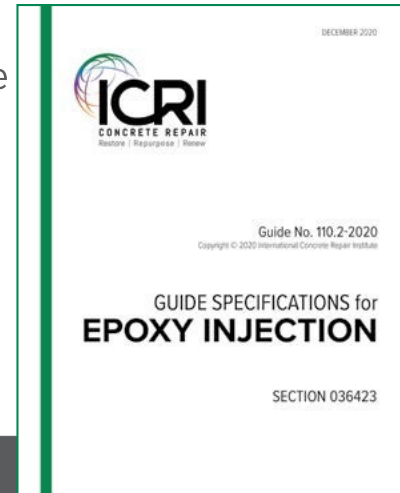 e
DECEMBER 2020
ICRI
CONCRETE REPAIR
Restore | Repurpose | Renew
Guide No. 110.2-2020
Copyright © 2020 International Concrete Repair Institute
GUIDE SPECIFICATIONS for
EPOXY INJECTION
SECTION 036423